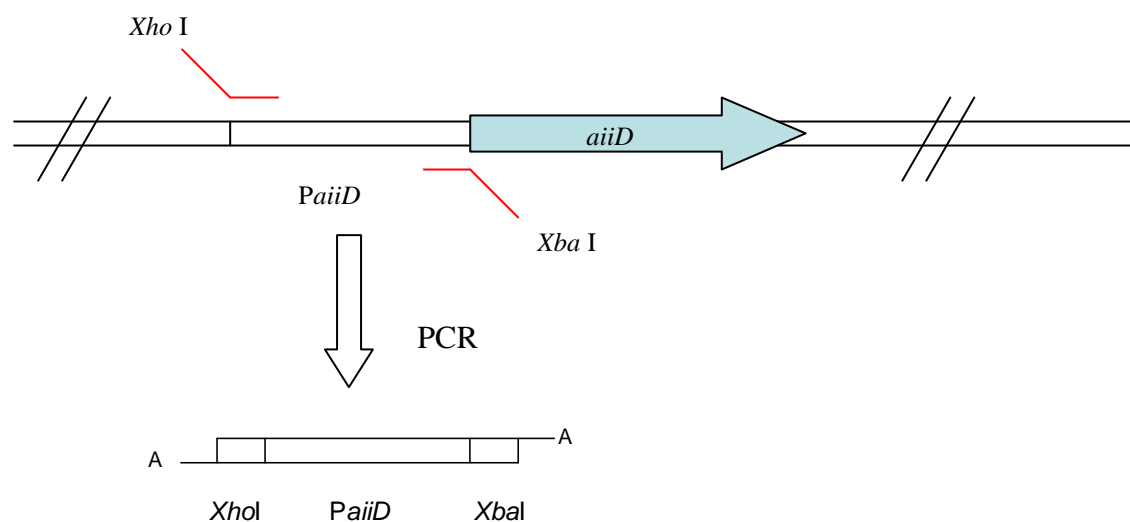 Xho I
aiiD
PaiiD
Xba I
PCR
A
A
XhoI PaiiD XbaI